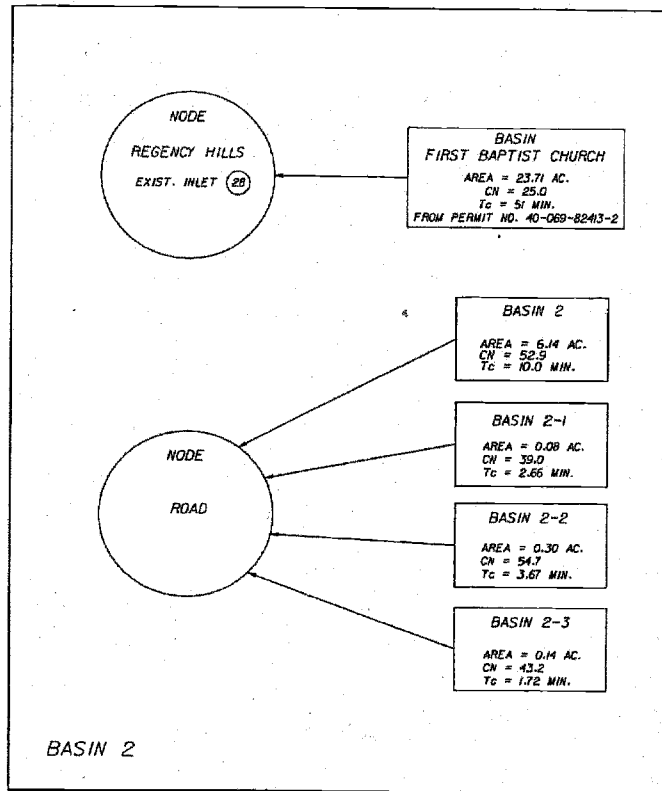 NODE
REGENCY HILLS
EXIST. INLET 28
BASIN
FIRST BAPTIST CHURCH
AREA = 23.71 AC.
CN = 25.0
Tc = 51 MIN.
FROM PERMIT NO. 40-069-82413-2
BASIN 2
AREA = 6.14 AC.
CN = 52.9
Tc = 10.0 MIN.
BASIN 2-1
AREA = 0.08 AC.
CN = 39.0
Tc = 2.66 MIN.
NODE
ROAD
BASIN 2-2
AREA = 0.30 AC.
CN = 54.7
Tc = 3.67 MIN.
BASIN 2-3
AREA = 0.14 AC.
CN = 43.2
Tc = 1.72 MIN.
BASIN 2